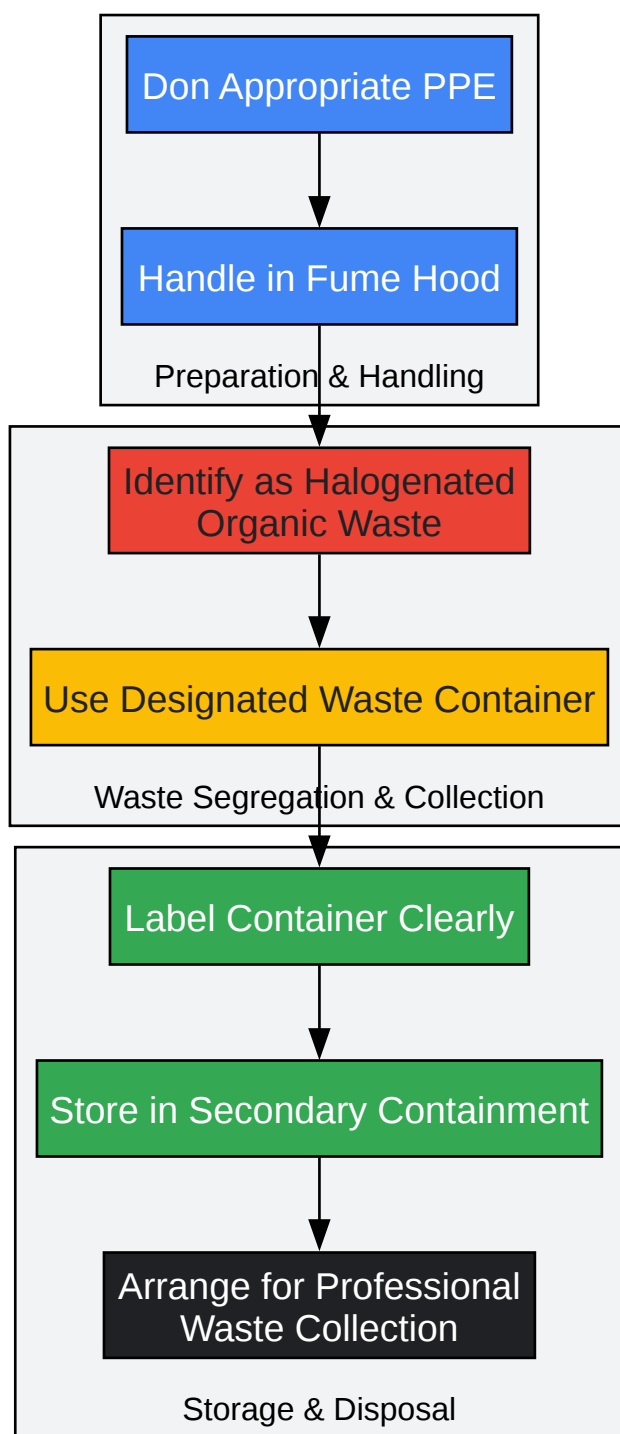 Don Appropriate PPE
Handle in Fume Hood
Preparation & Handling
Identify as Halogenated
Organic Waste
Use Designated Waste Container
Waste Segregation & Collection
Label Container Clearly
Store in Secondary Containment
Arrange for Professional
Waste Collection
Storage & Disposal